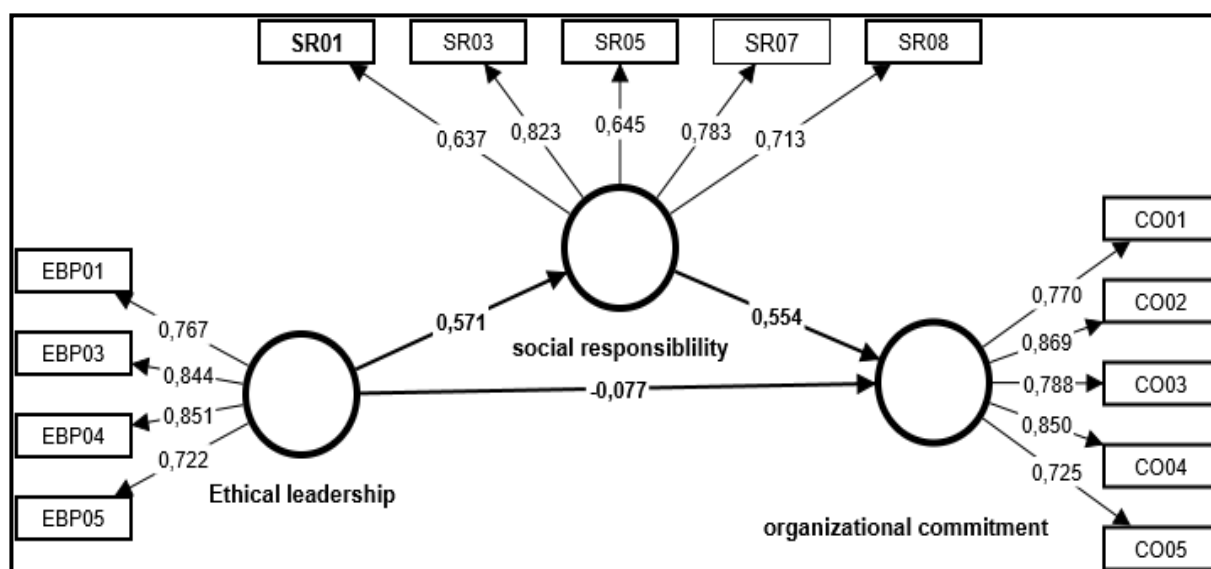 SR01
SR03
SR05
SR07
SR08
0,637
0,823
0,645
0,783
0,713
EBP01
EBP03
EBP04
EBP05
0,767
0,844
0,851
0,722
Ethical leadership
0,571
social responsiblility
0,554
-0,077
CO01
CO02
CO03
CO04
CO05
0,770
0,869
0,788
0,850
0,725
organizational commitment